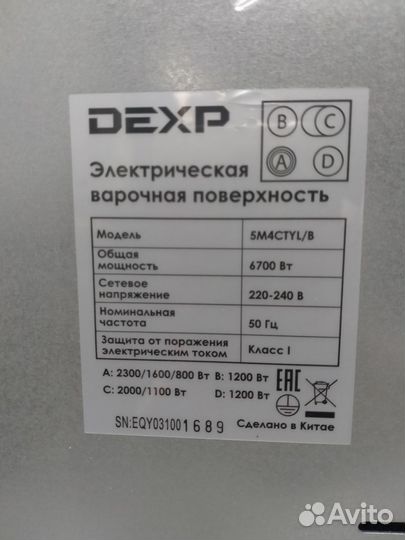 DEXP
B C
A D
Электрическая
варочная поверхность
Модель 5M4CTYL/B
Общая
мощность 6700 Вт
Сетевое
напряжение 220-240 В
Номинальная
частота 50 Гц
Защита от поражения
электрическим током Класс I
A: 2300/1600/800 Вт B: 1200 Вт
C: 2000/1100 Вт D: 1200 Вт
EAC
SN:EQY031001689
Сделано в Китае
Avito